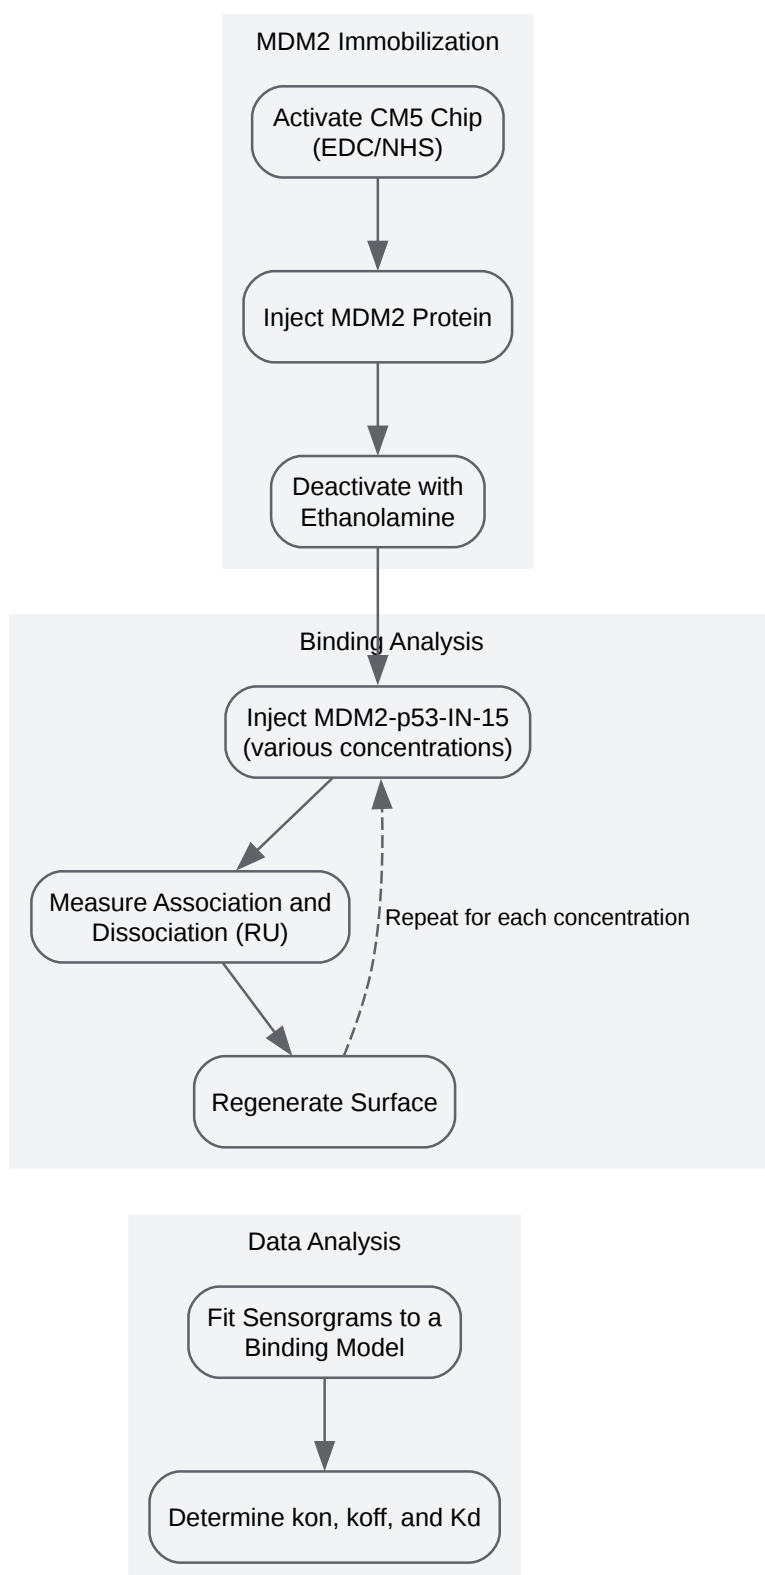 MDM2 Immobilization
Activate CM5 Chip
(EDC/NHS)
Inject MDM2 Protein
Deactivate with
Ethanolamine
Binding Analysis
Inject MDM2-p53-IN-15
(various concentrations)
Measure Association and
Dissociation (RU)
Repeat for each concentration
Regenerate Surface
Data Analysis
Fit Sensorgrams to a
Binding Model
Determine kon, koff, and Kd